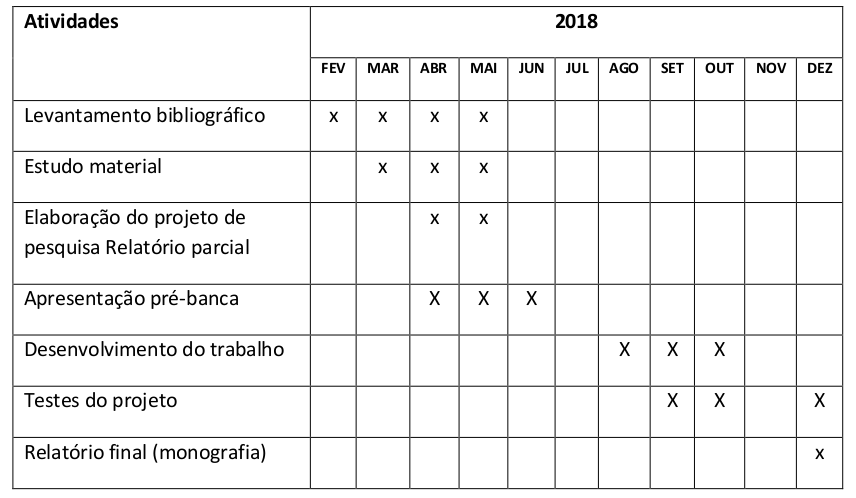 Atividades 2018
FEV MAR ABR MAI JUN JUL AGO SET OUT NOV DEZ
Levantamento bibliográfico x x x x
Estudo material x x x
Elaboração do projeto de x x
pesquisa Relatório parcial
Apresentação pré-banca X X X
Desenvolvimento do trabalho X X X
Testes do projeto X X X
Relatório final (monografia) x